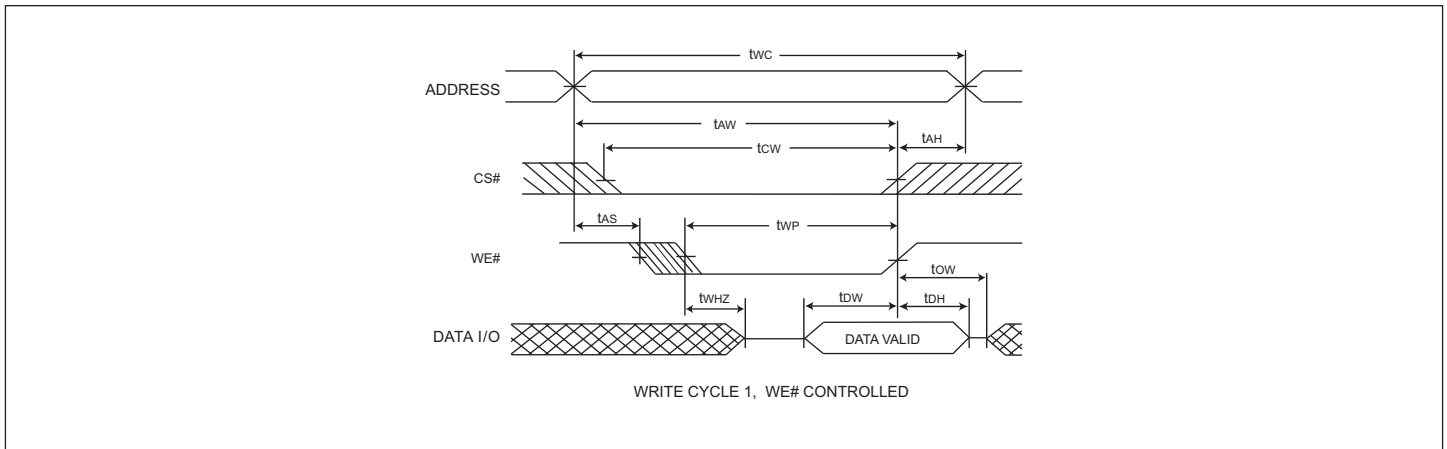 tWC
ADDRESS
tAW
tAH
tCW
CS#
tAS
tWP
WE#
tOW
tWHZ
tDW
tDH
DATA I/O
DATA VALID
WRITE CYCLE 1, WE# CONTROLLED